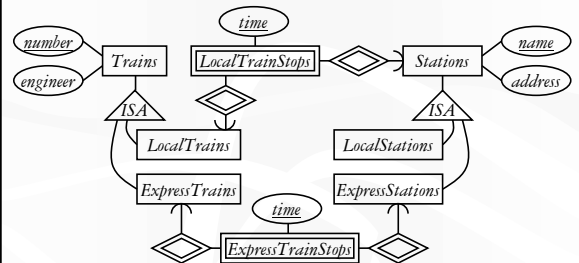 time
number
name
Trains
LocalTrainStops
Stations
engineer
address
ISA
ISA
LocalTrains
LocalStations
ExpressTrains
ExpressStations
time
ExpressTrainStops